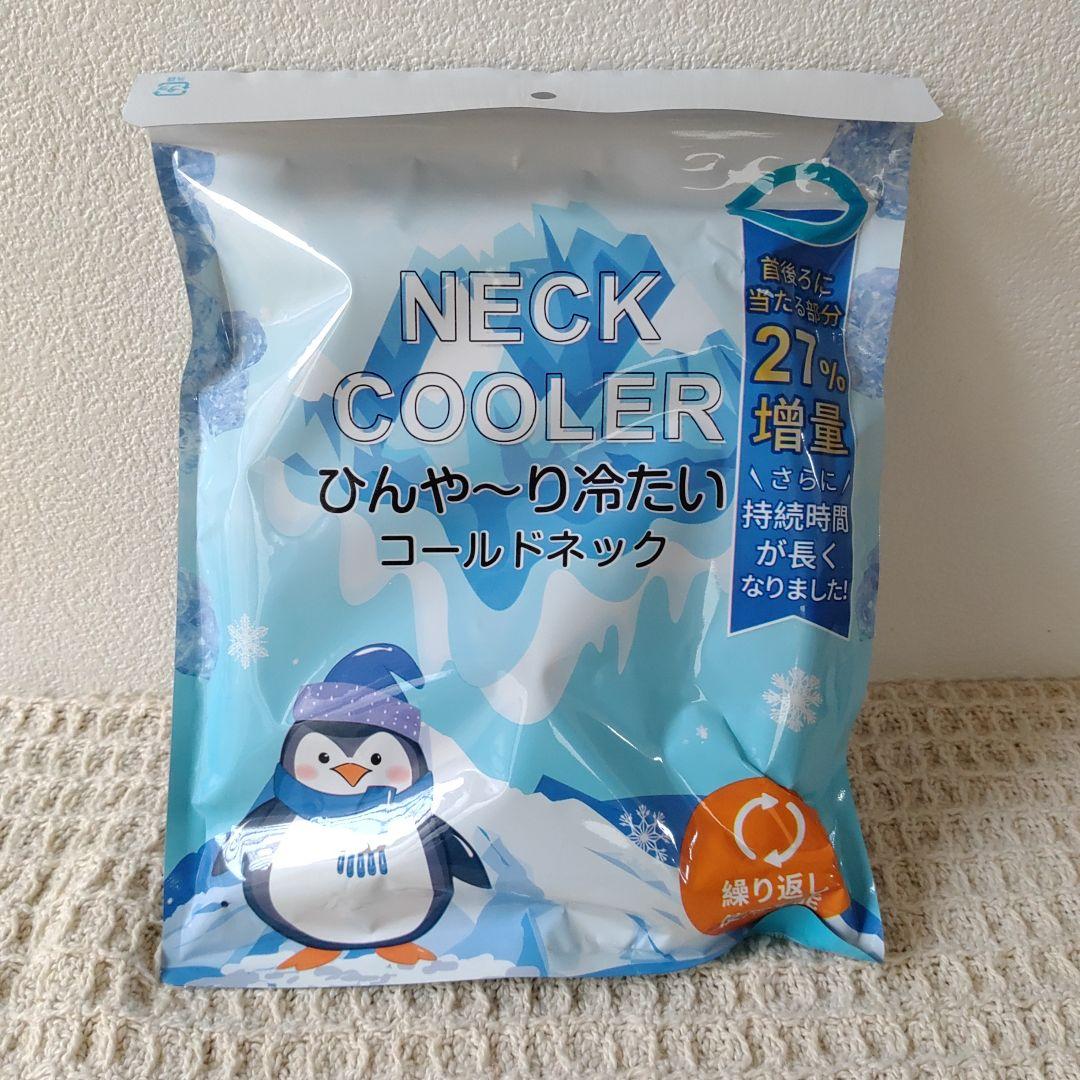 NECK
COOLER
ひんや〜り冷たい
コールドネック
首後ろに
当たる部分
27%
増量
\ さらに /
持続時間
が長く
なりました!
繰り返し